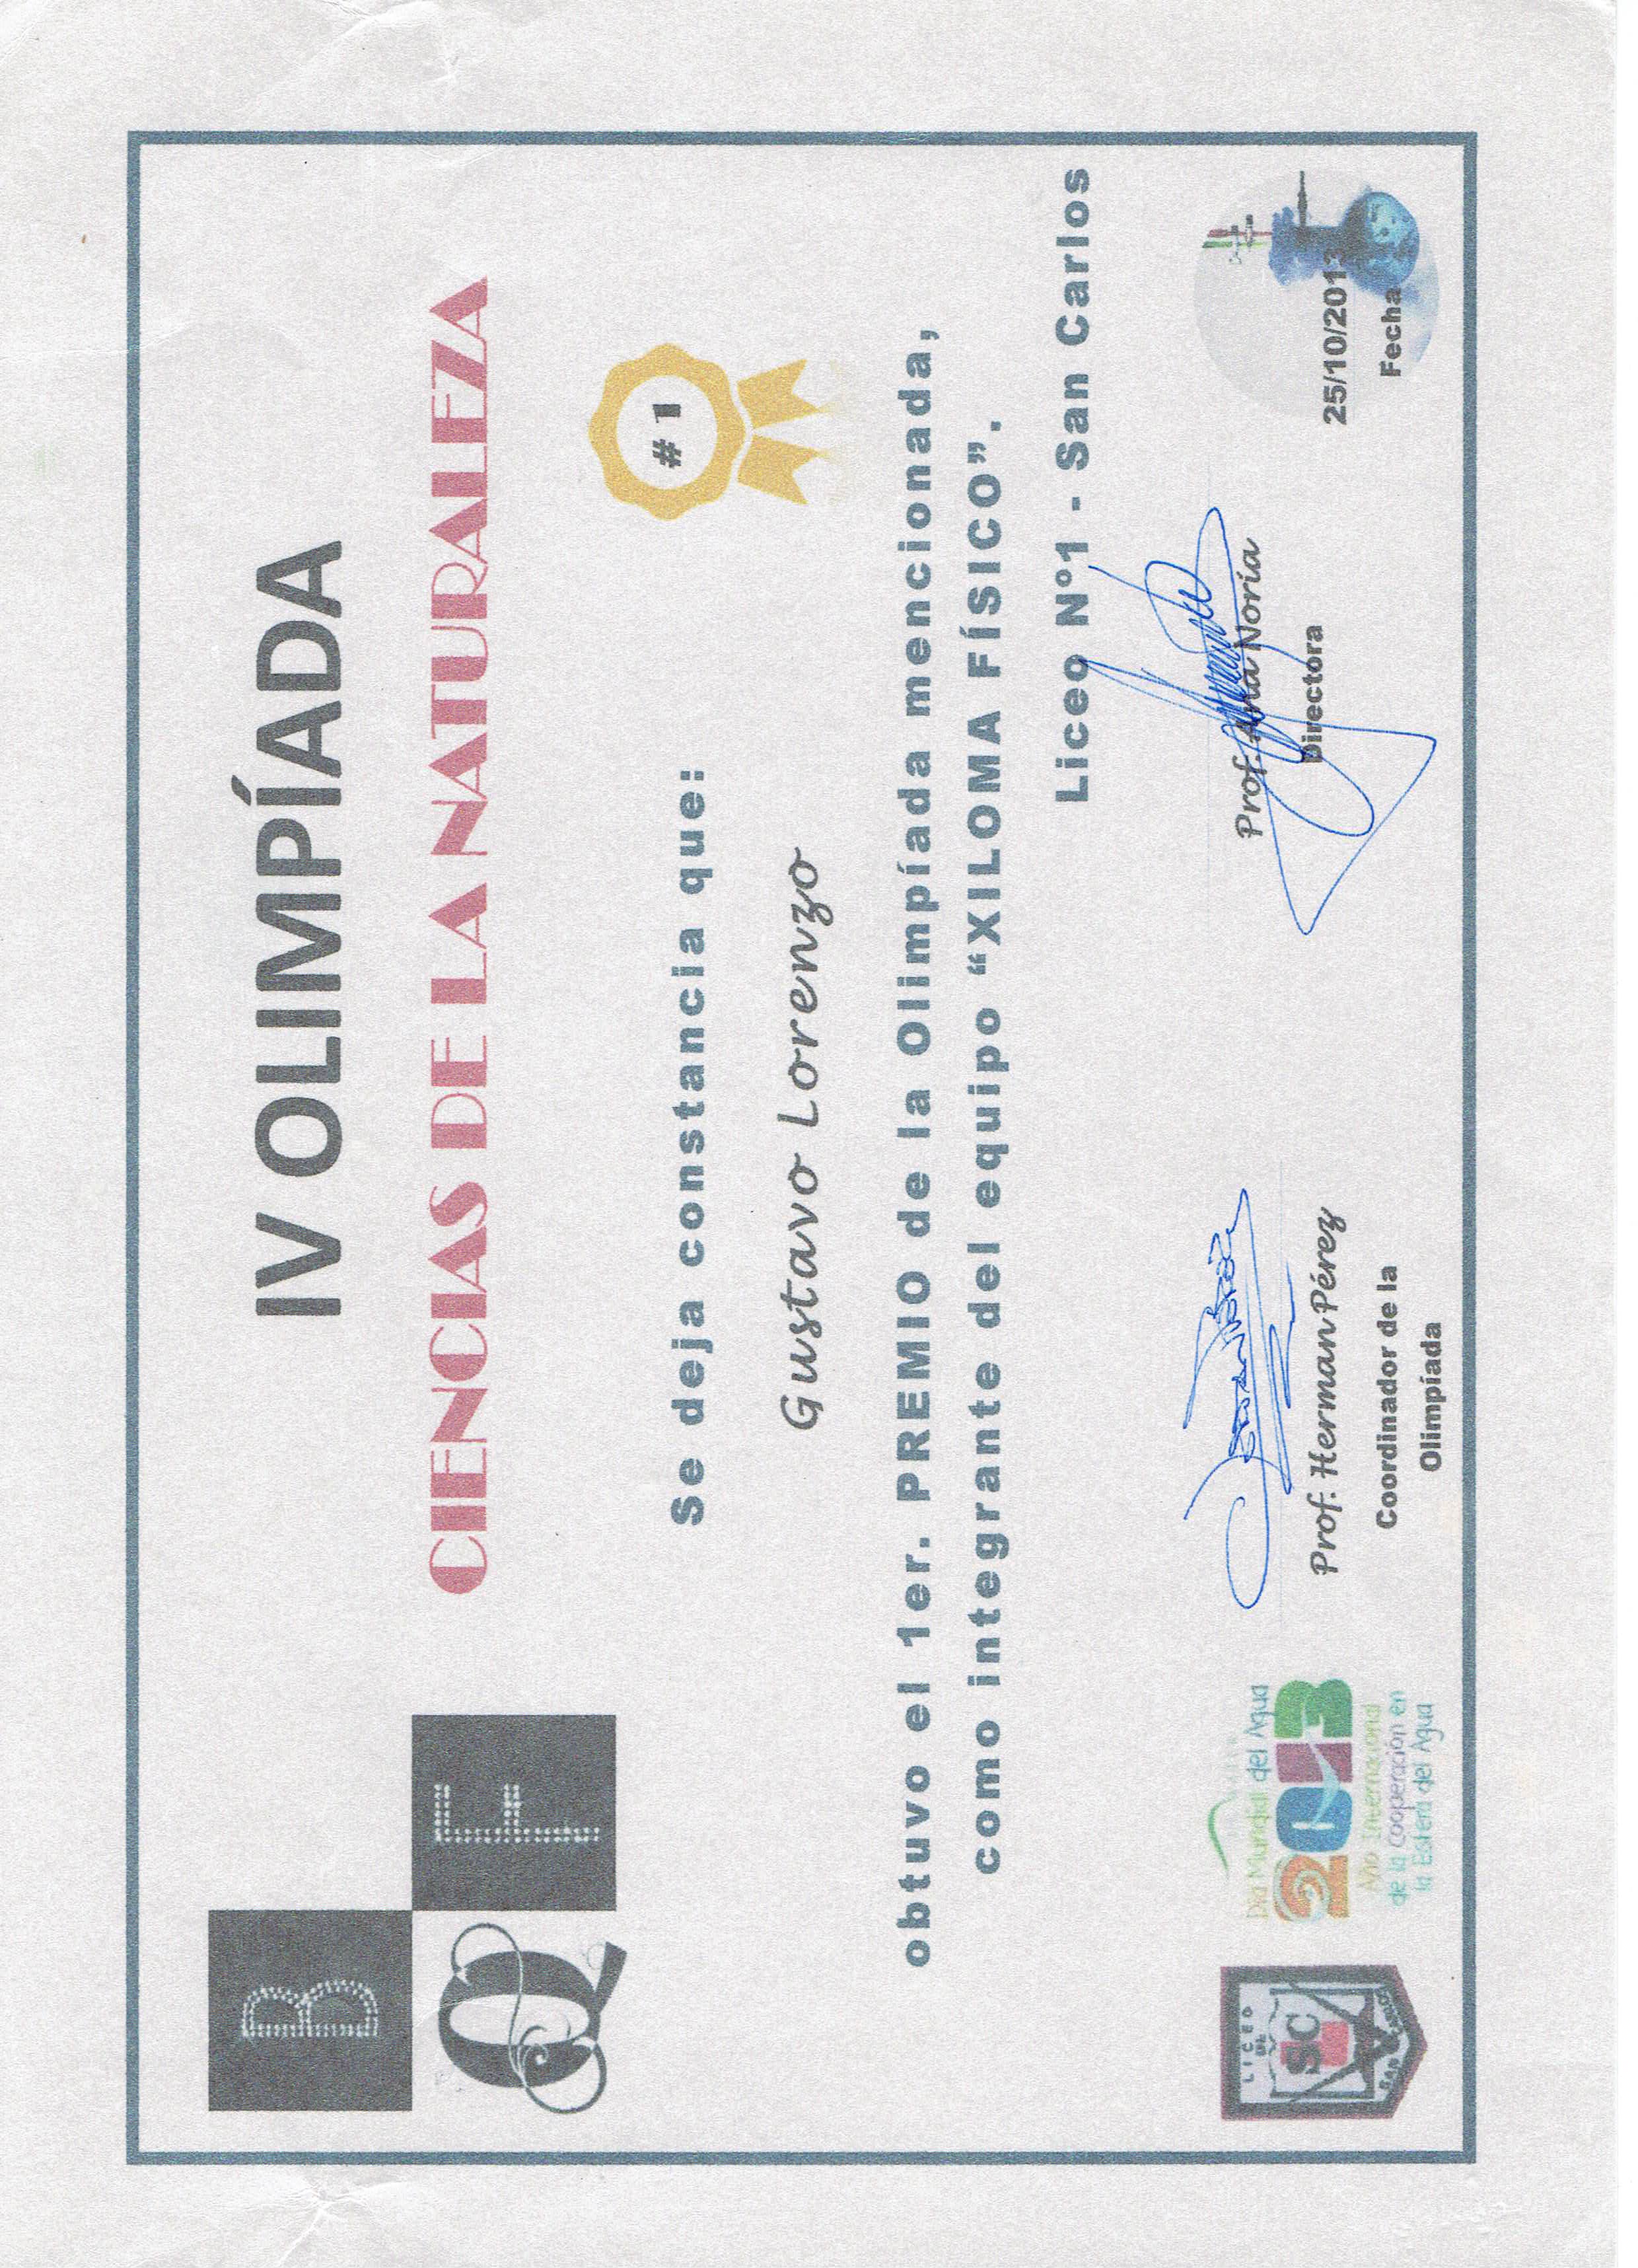 B
Q F
IV OLIMPÍADA
CIENCIAS DE LA NATURALEZA
# 1
Se deja constancia que:
Gustavo Lorenzo
obtuvo el 1er. PREMIO de la Olimpíada mencionada,
como integrante del equipo “XILOMA FÍSICO”.
Liceo Nº1 - San Carlos
LICEO
DE
SC
SAN CARLOS
Día Mundial del Agua
2013
Año Internacional
de la Cooperación en
la Esfera del Agua
Prof. Herman Pérez
Coordinador de la
Olimpíada
Prof. Ana Noria
Directora
25/10/2013
Fecha